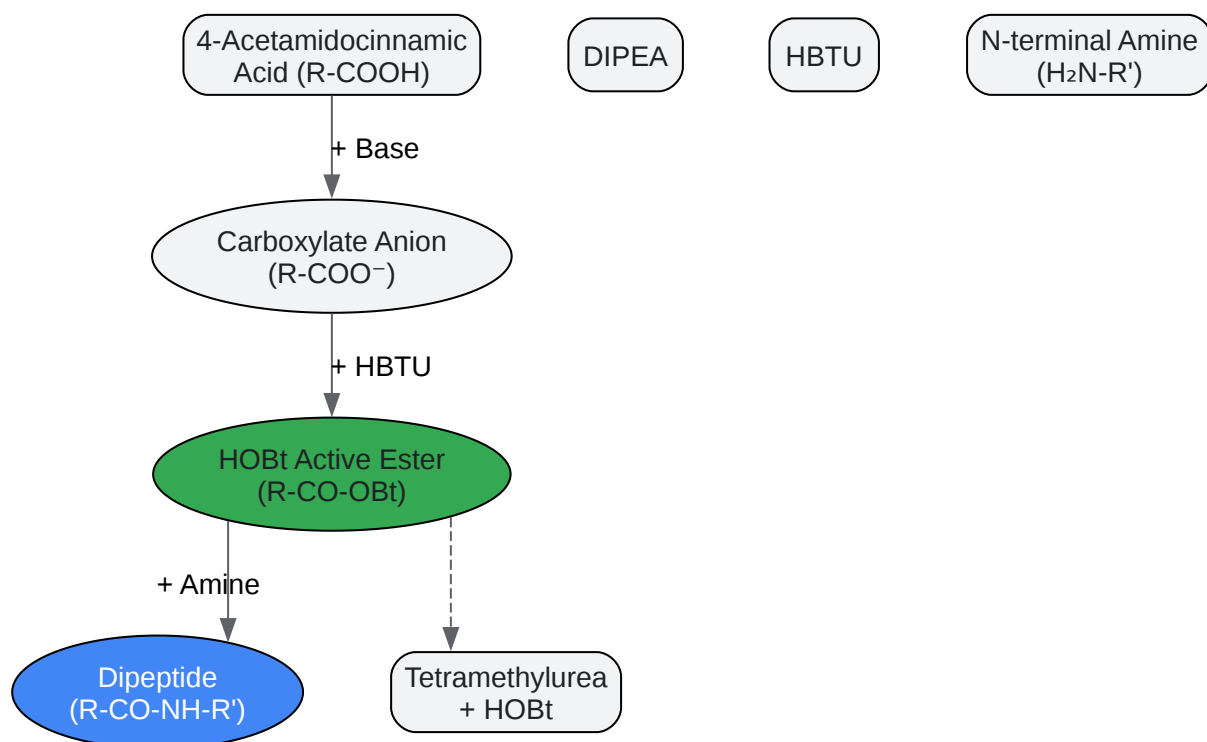 4-Acetamidocinnamic
Acid (R-COOH)
DIPEA
HBTU
N-terminal Amine
(H₂N-R')
+ Base
Carboxylate Anion
(R-COO⁻)
+ HBTU
HOBt Active Ester
(R-CO-OBt)
+ Amine
Dipeptide
(R-CO-NH-R')
Tetramethylurea
+ HOBt